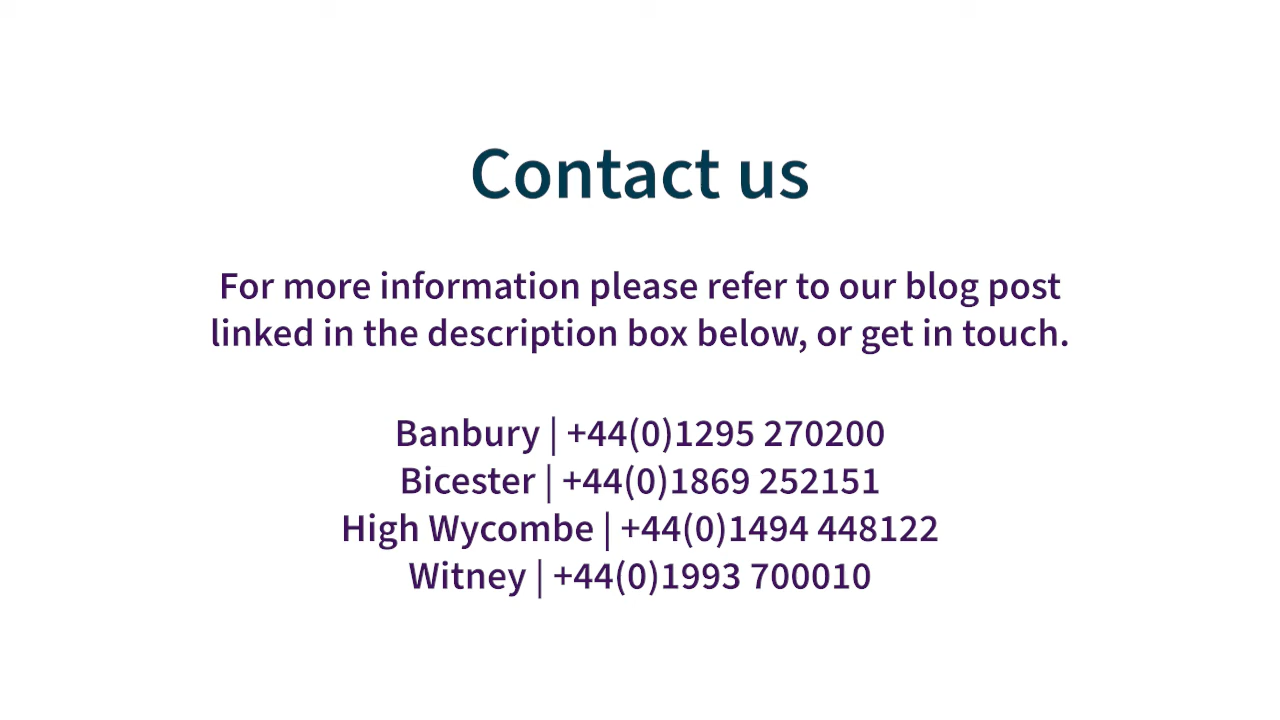 Contact us
For more information please refer to our blog post
linked in the description box below, or get in touch.
Banbury | +44(0)1295 270200
Bicester | +44(0)1869 252151
High Wycombe | +44(0)1494 448122
Witney | +44(0)1993 700010